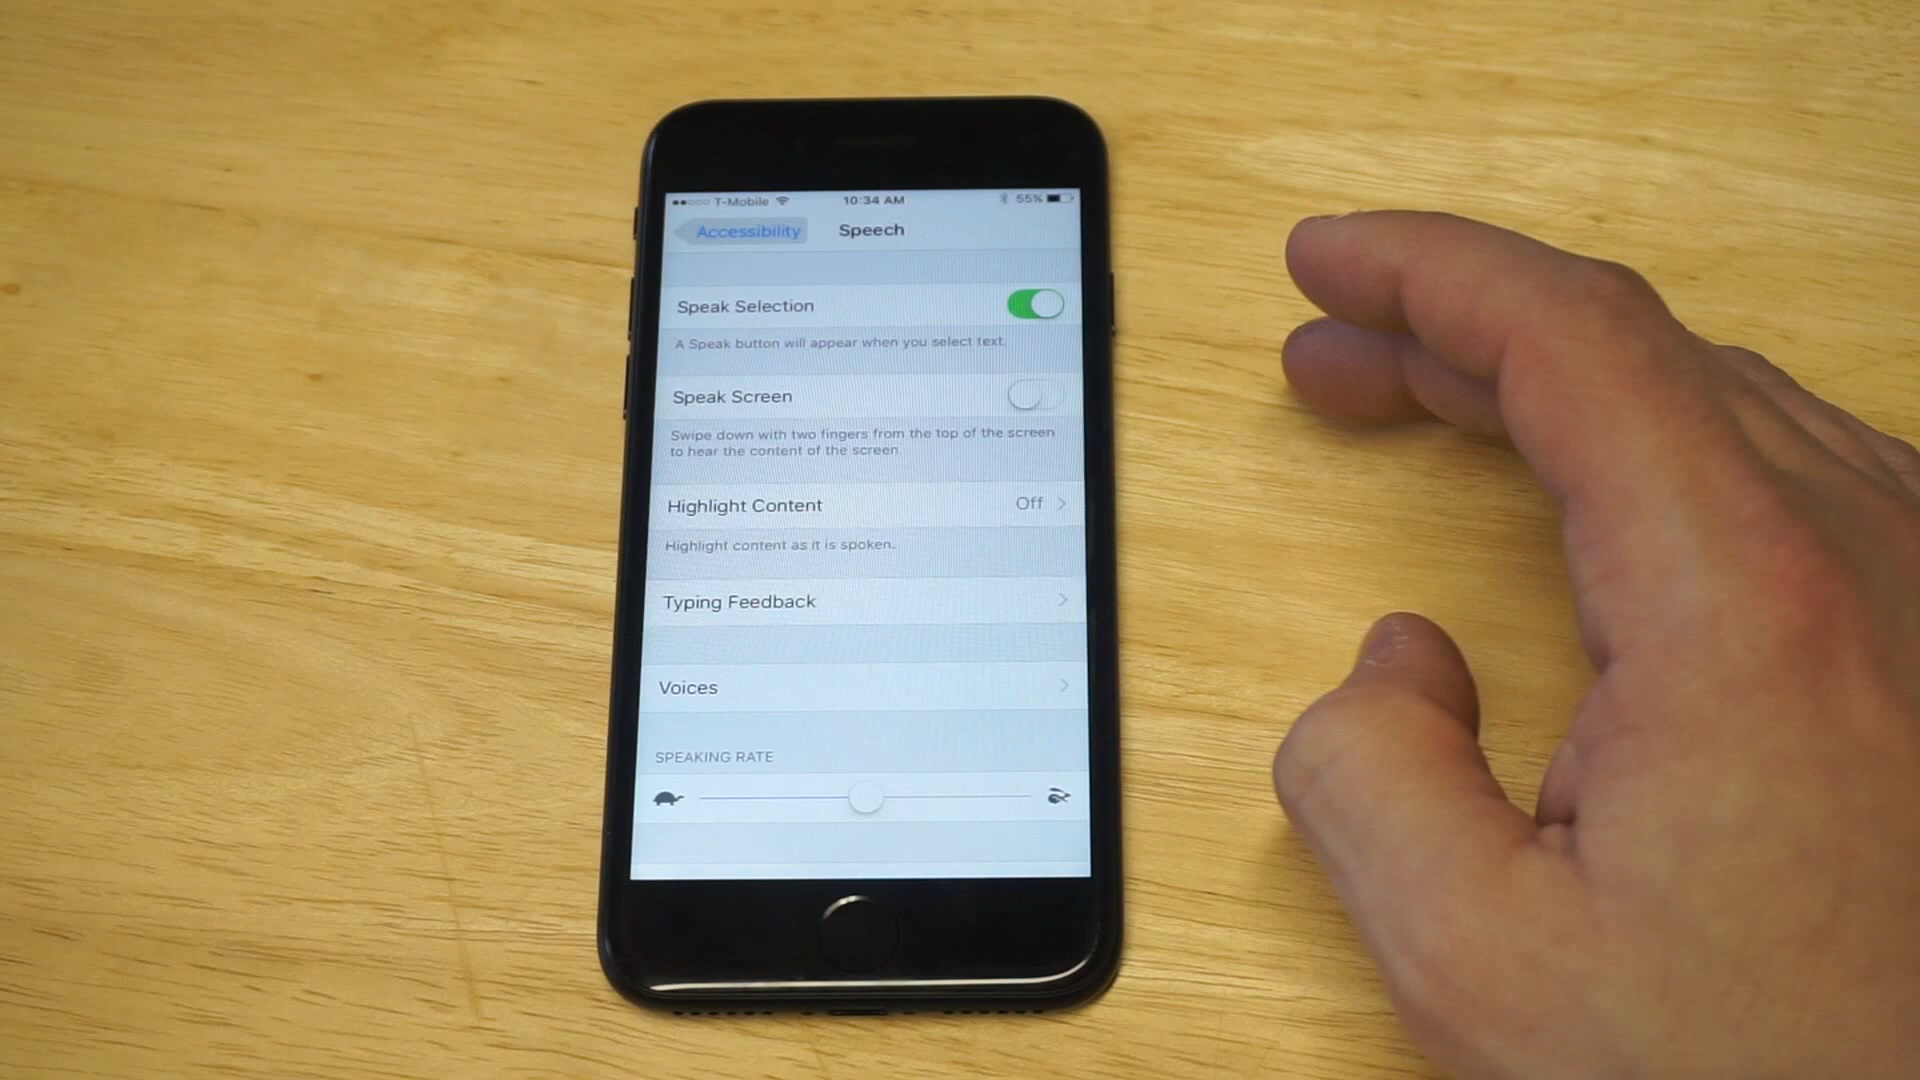 T-Mobile 10:34 AM 55%
Accessibility Speech
Speak Selection
A Speak button will appear when you select text.
Speak Screen
Swipe down with two fingers from the top of the screen
to hear the content of the screen.
Highlight Content Off
Highlight content as it is spoken.
Typing Feedback
Voices
SPEAKING RATE